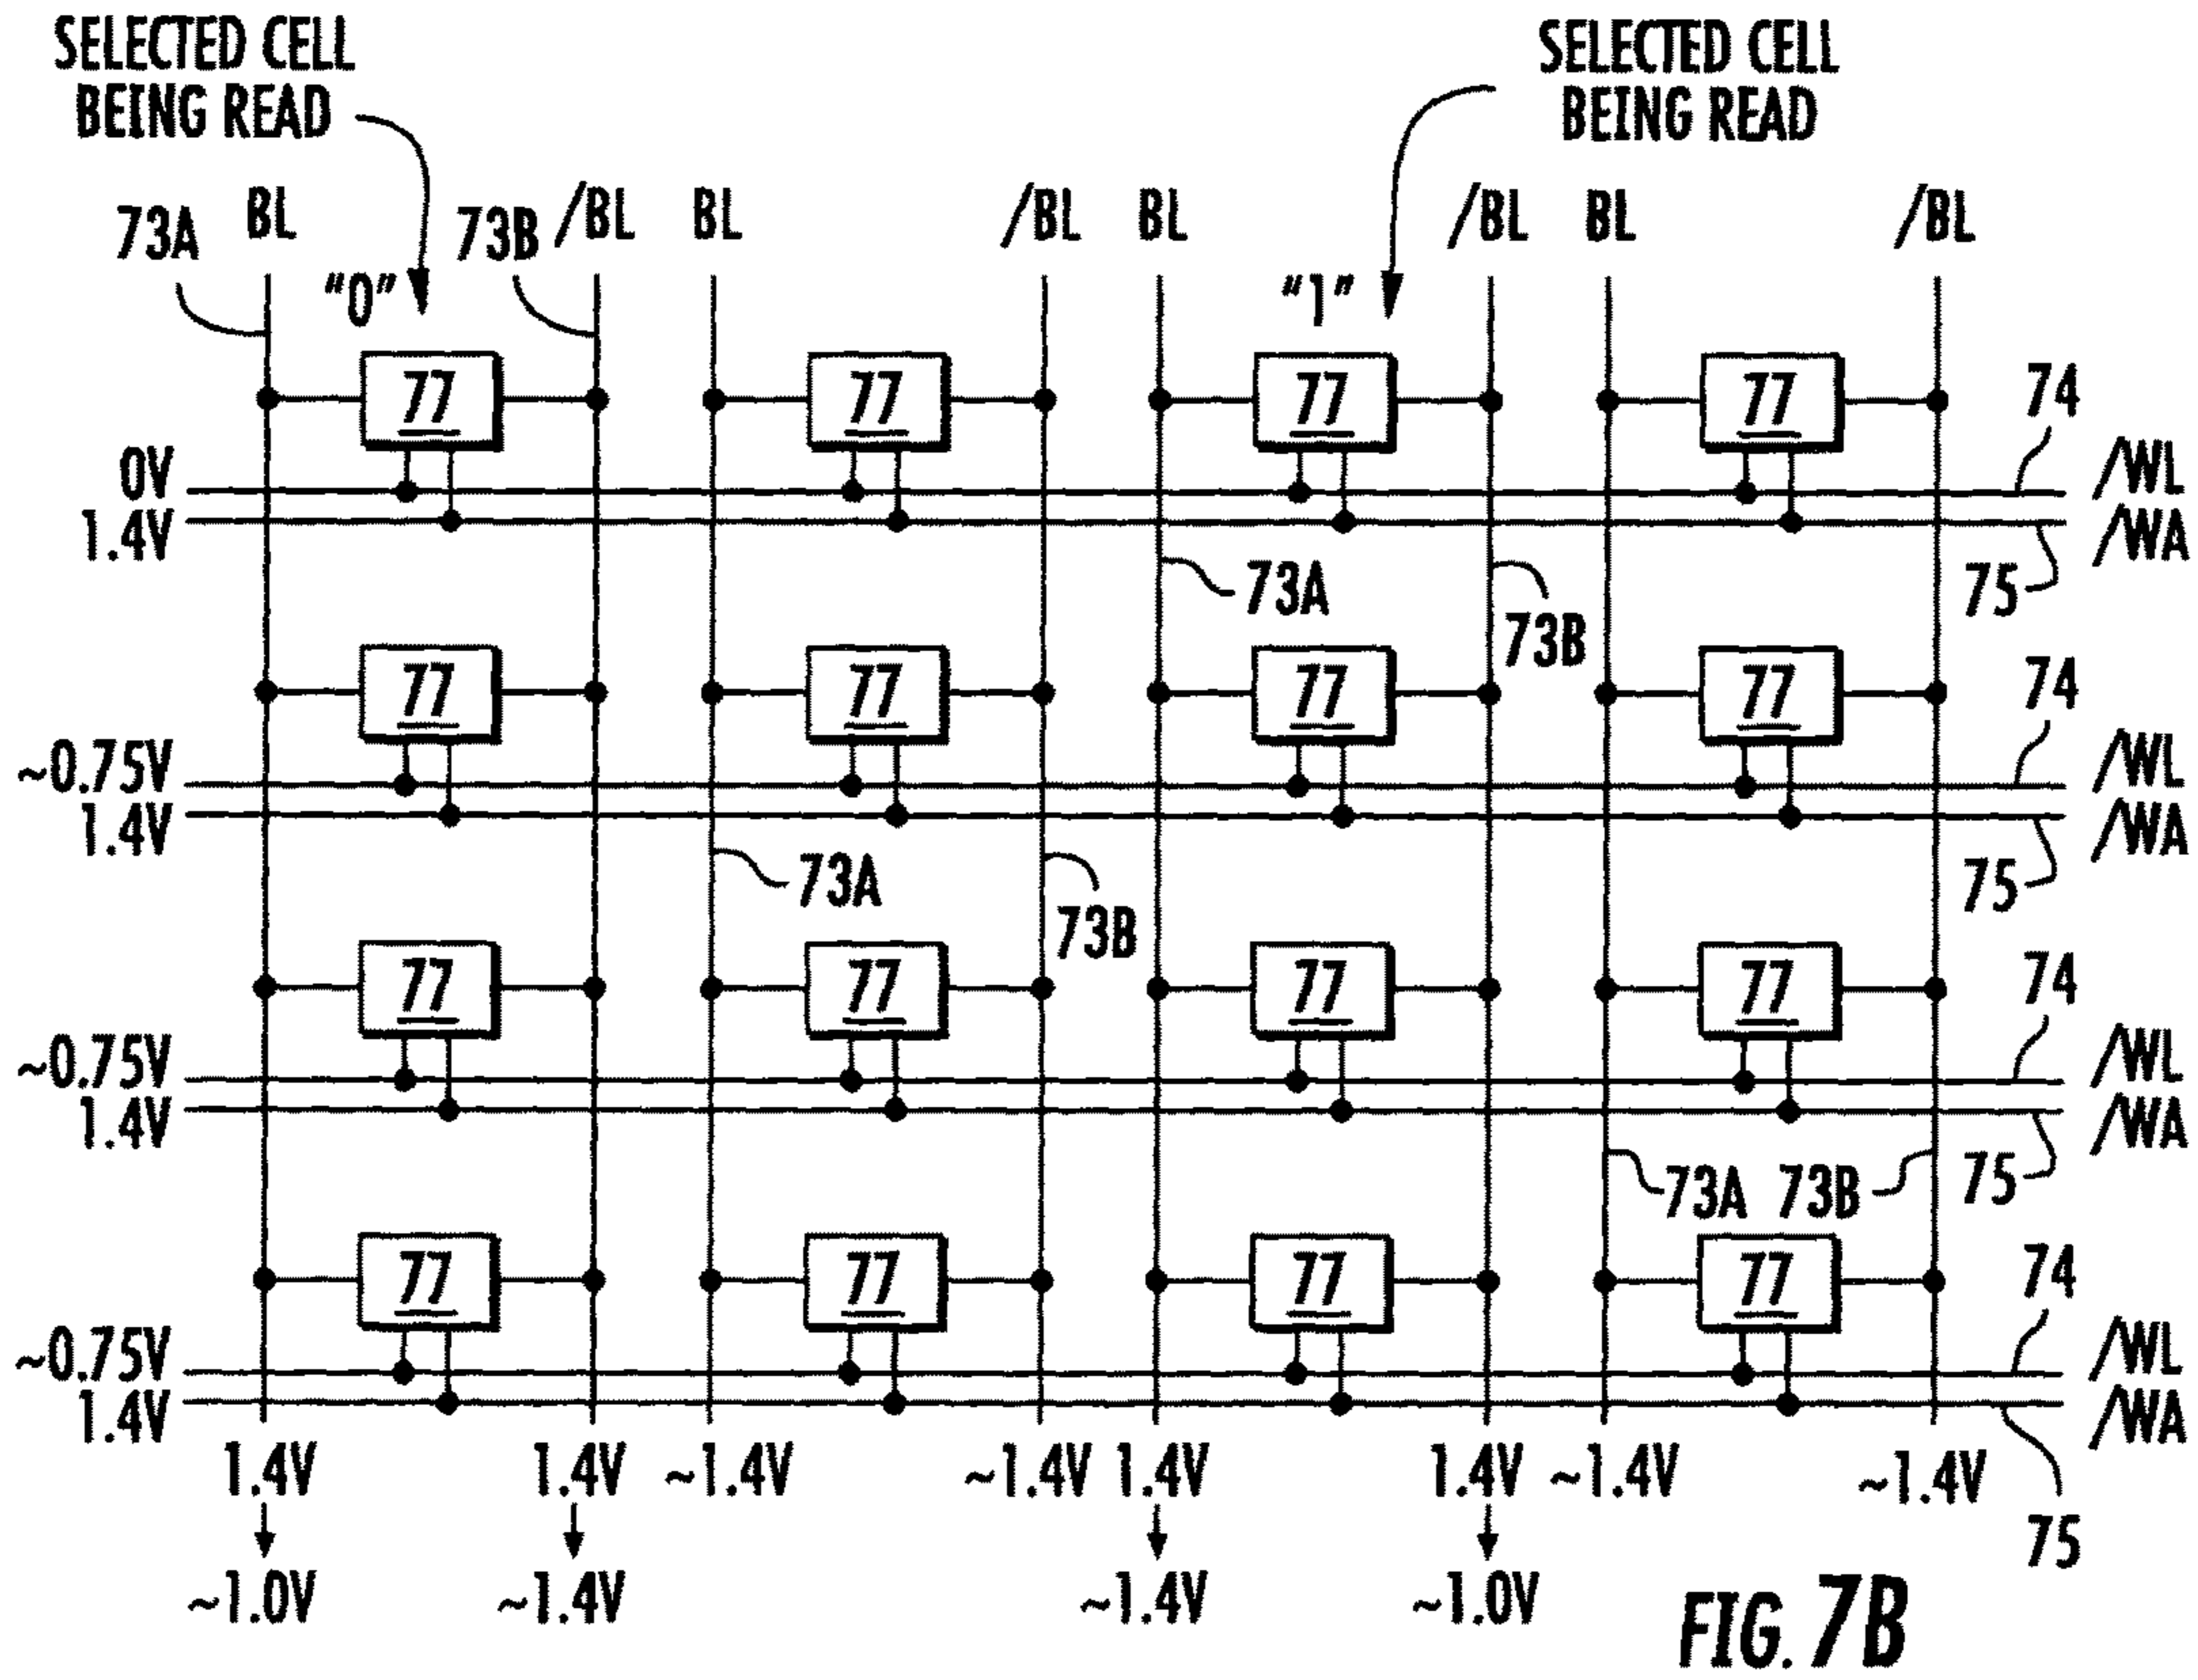 SELECTED CELL
BEING READ
SELECTED CELL
BEING READ
73A BL 73B /BL BL /BL BL /BL BL /BL
"0" "1"
77 77 77 77 74
0V /WL
1.4V /WA
73A 73B 75
77 77 77 77 74
~0.75V /WL
1.4V /WA
73A 73B 75
77 77 77 77 74
~0.75V /WL
1.4V /WA
73A 73B 75
77 77 77 77 74
~0.75V /WL
1.4V /WA
1.4V 1.4V ~1.4V ~1.4V 1.4V 1.4V ~1.4V ~1.4V
75
~1.0V ~1.4V ~1.4V ~1.0V
FIG. 7B